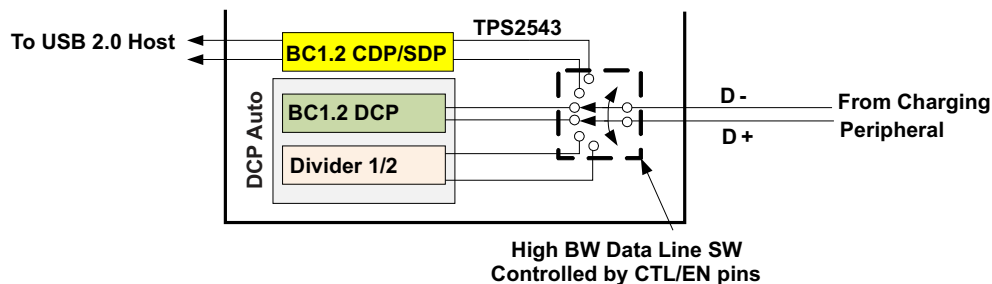 TPS2543
To USB 2.0 Host
BC1.2 CDP/SDP
DCP Auto
BC1.2 DCP
Divider 1/2
D -
D +
From Charging
Peripheral
High BW Data Line SW
Controlled by CTL/EN pins